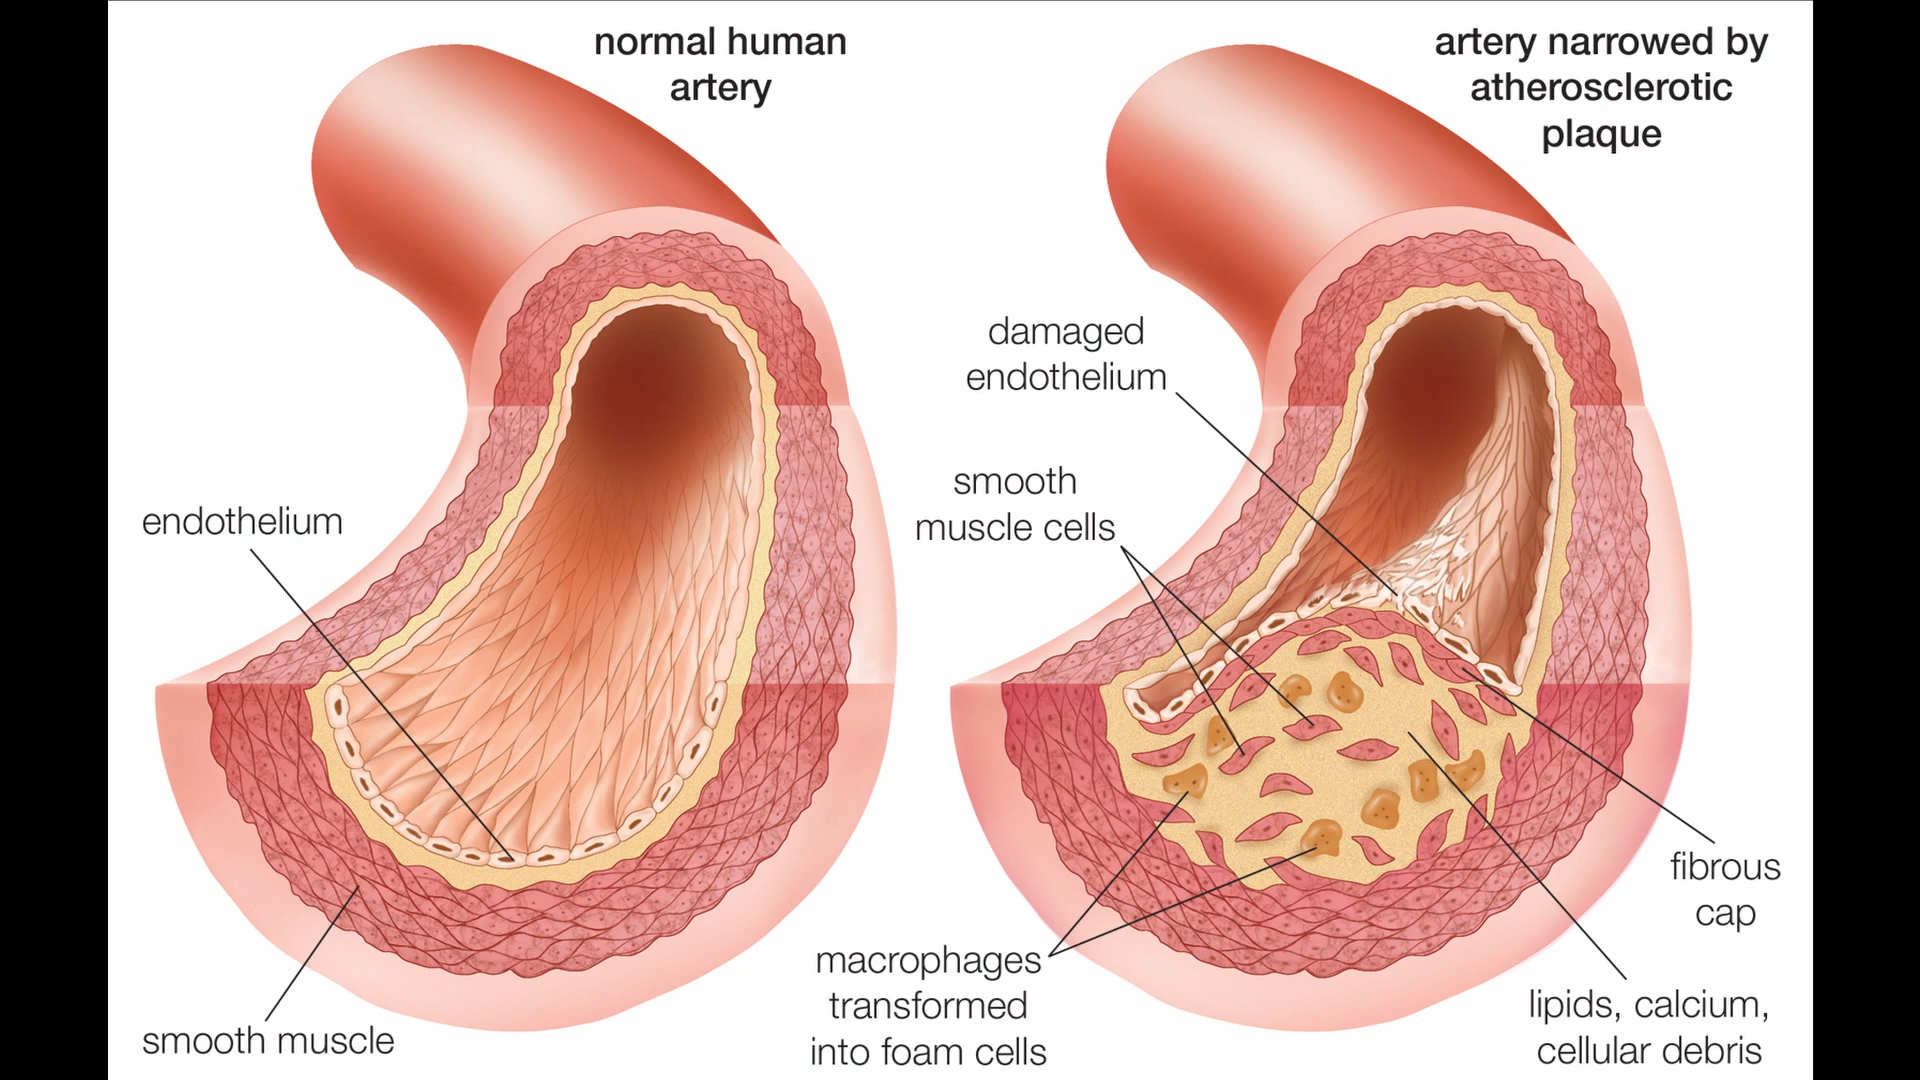 normal human
artery
endothelium
smooth muscle
artery narrowed by
atherosclerotic
plaque
damaged
endothelium
smooth
muscle cells
macrophages
transformed
into foam cells
fibrous
cap
lipids, calcium,
cellular debris